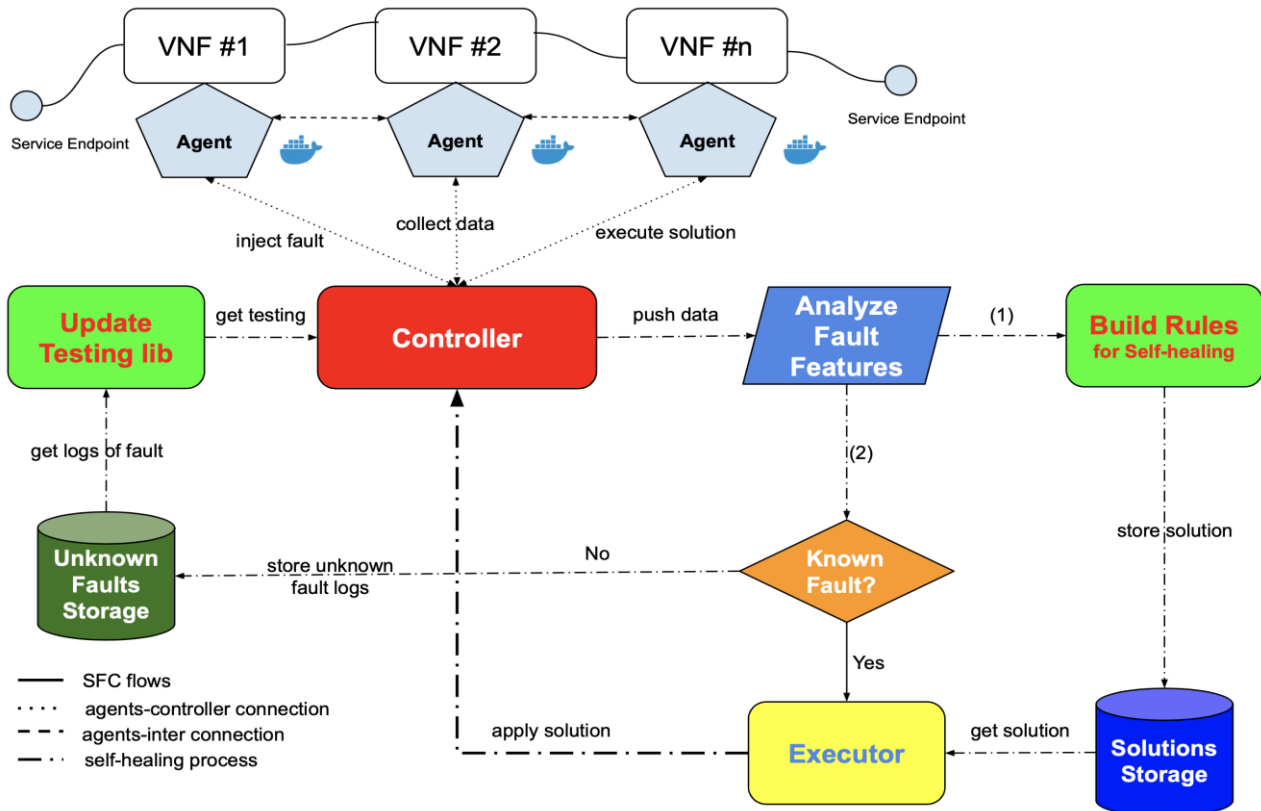 VNF #1
VNF #2
VNF #n
Service Endpoint
Agent
Agent
Agent
Service Endpoint
inject fault
collect data
execute solution
Update
Testing lib
get testing
Controller
push data
Analyze
Fault
Features
(1)
Build Rules
for Self-healing
get logs of fault
(2)
store solution
Unknown
Faults
Storage
store unknown
fault logs
No
Known
Fault?
Yes
SFC flows
agents-controller connection
agents-inter connection
self-healing process
apply solution
Executor
get solution
Solutions
Storage